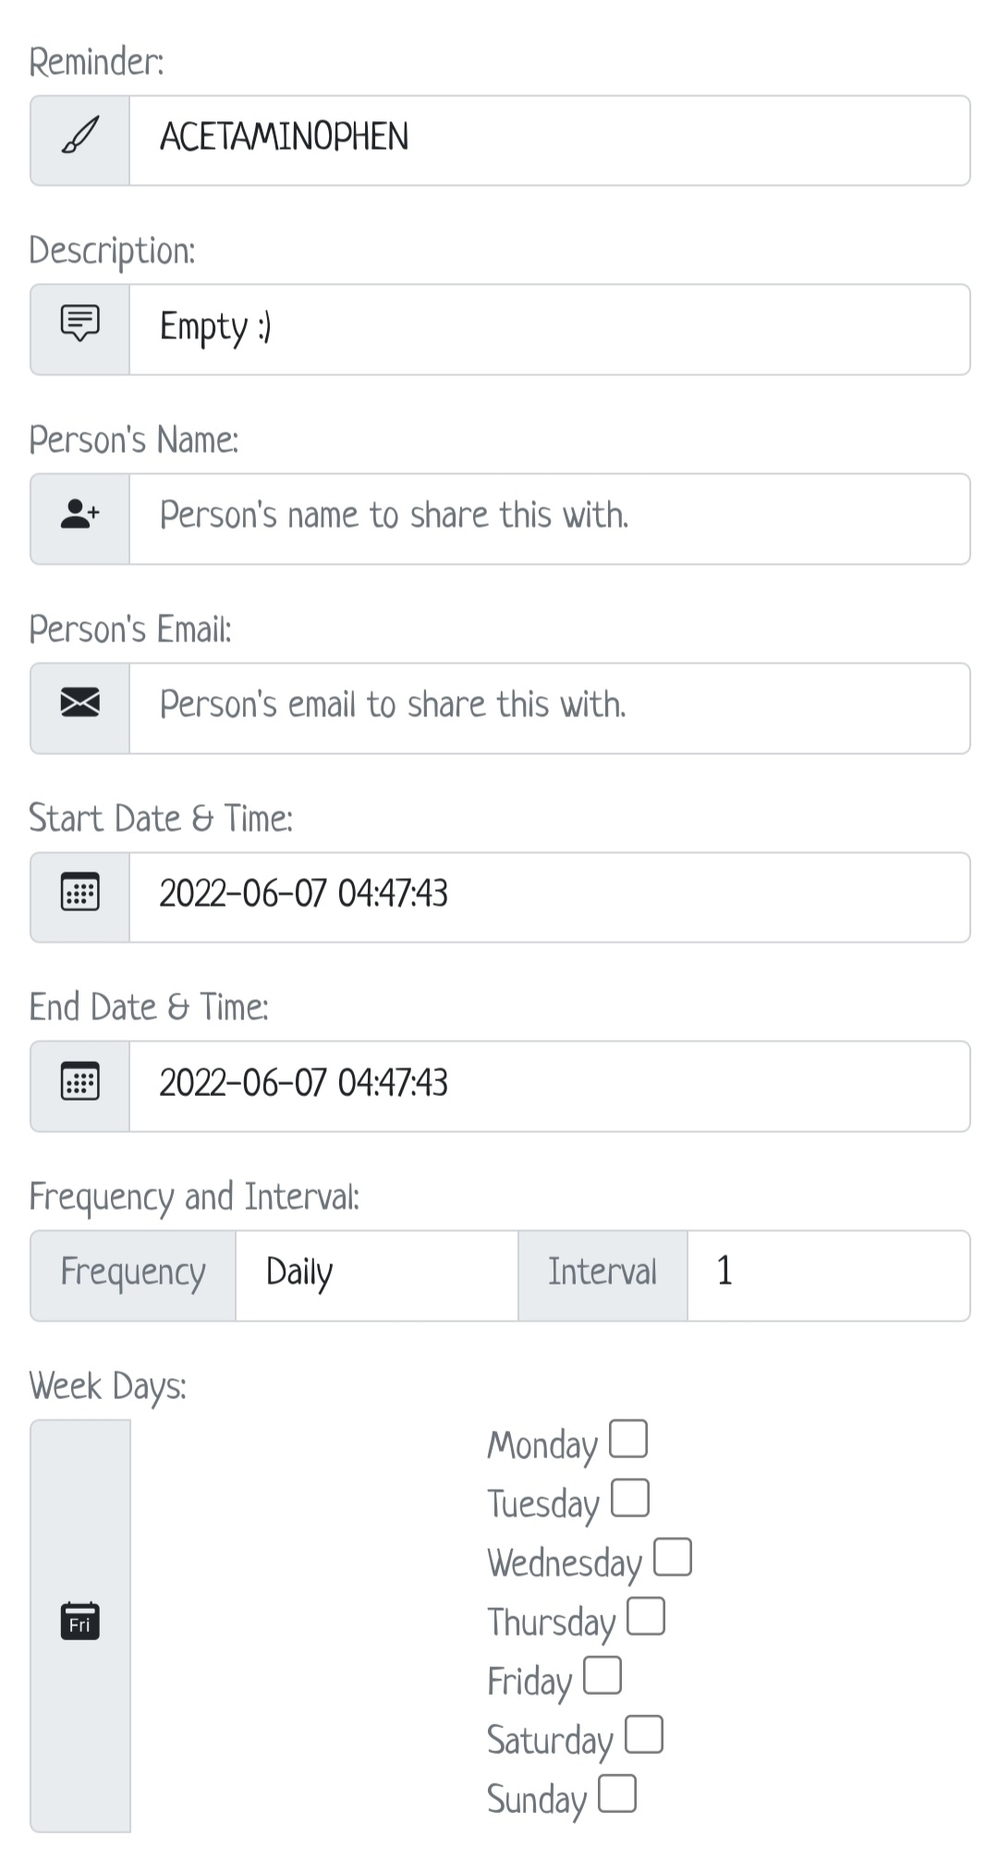 Reminder:
ACETAMINOPHEN
Description:
Empty :)
Person's Name:
Person's name to share this with.
Person's Email:
Person's email to share this with.
Start Date & Time:
2022-06-07 04:47:43
End Date & Time:
2022-06-07 04:47:43
Frequency and Interval:
Frequency Daily Interval 1
Week Days:
Monday
Tuesday
Wednesday
Thursday
Fri
Friday
Saturday
Sunday